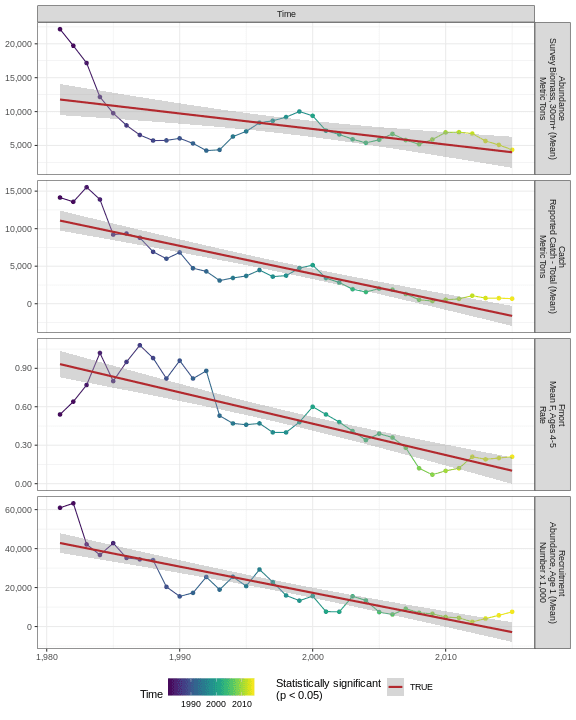 Time
20,000
15,000
10,000
5,000
Abundance
Survey Biomass, 30cm+ (Mean)
Metric Tons
15,000
10,000
5,000
0
Catch
Reported Catch - Total (Mean)
Metric Tons
0.90
0.60
0.30
0.00
Fmort
Mean F, Ages 4-5
Rate
60,000
40,000
20,000
0
Recruitment
Abundance, Age 1 (Mean)
Number x 1,000
1,980
1,990
2,000
2,010
Time
1990 2000 2010
Statistically significant
(p < 0.05)
TRUE